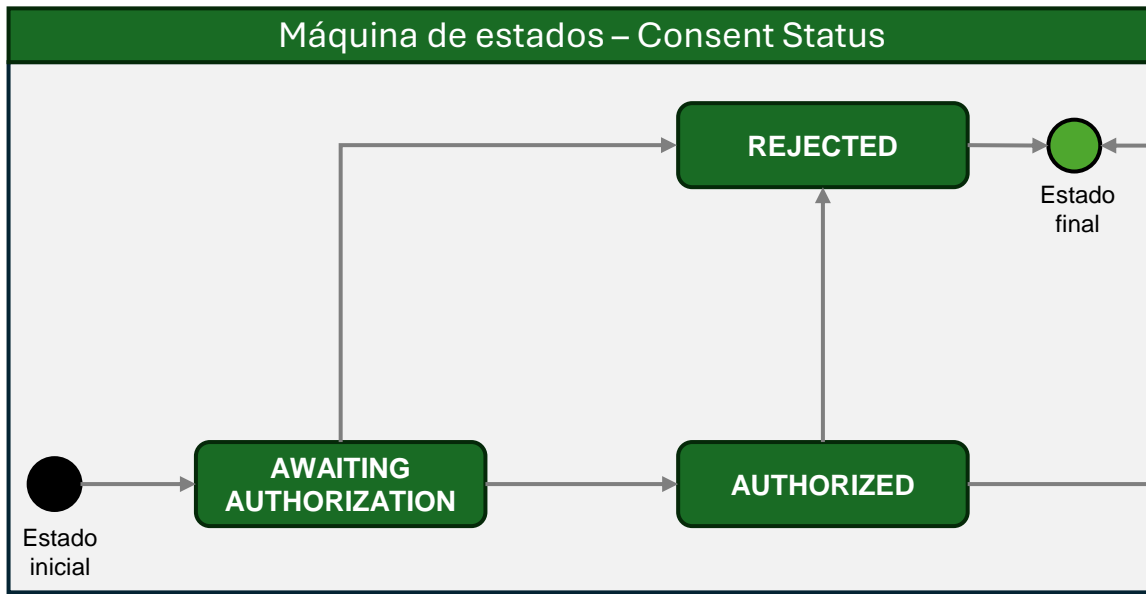 Máquina de estados – Consent Status
REJECTED
Estado
final
AWAITING
AUTHORIZATION
AUTHORIZED
Estado
inicial